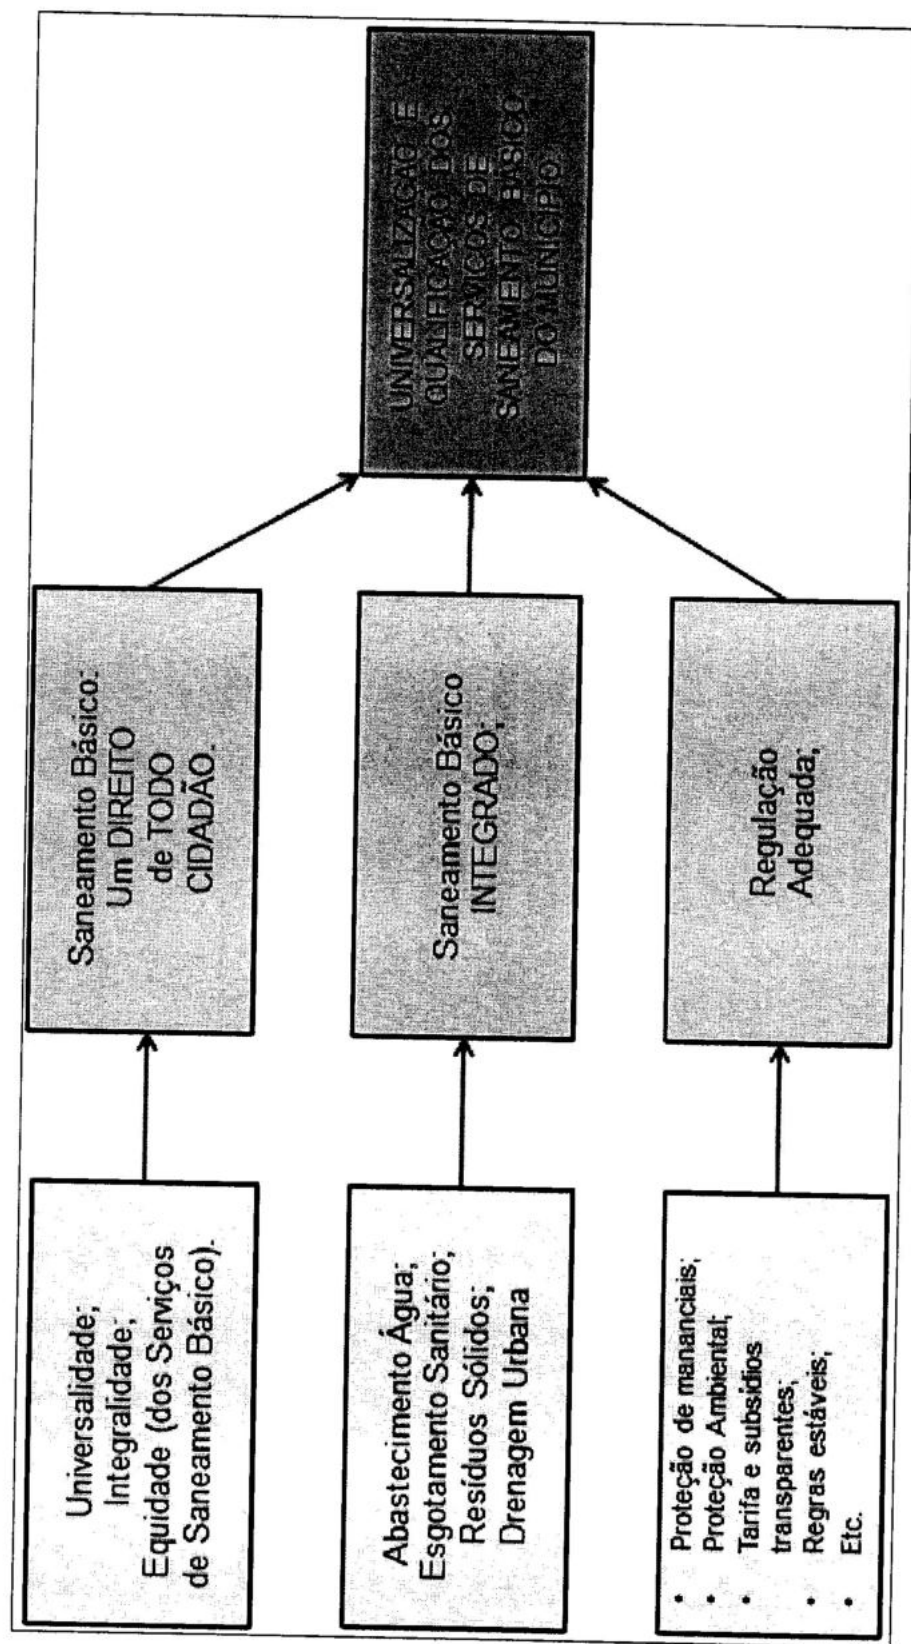 Universalidade;
Integralidade;
Equidade (dos Serviços
de Saneamento Básico).
Saneamento Básico:
Um DIREITO
de TODO
CIDADÃO.
Abastecimento Água;
Esgotamento Sanitário;
Resíduos Sólidos;
Drenagem Urbana
Saneamento Básico
INTEGRADO;
• Proteção de mananciais;
• Proteção Ambiental;
• Tarifa e subsídios
transparentes;
• Regras estáveis;
• Etc.
Regulação
Adequada;
UNIVERSALIZAÇÃO E
QUALIFICAÇÃO DOS
SERVICOS DE
SANEAMENTO BÁSICO
DO MUNICÍPIO